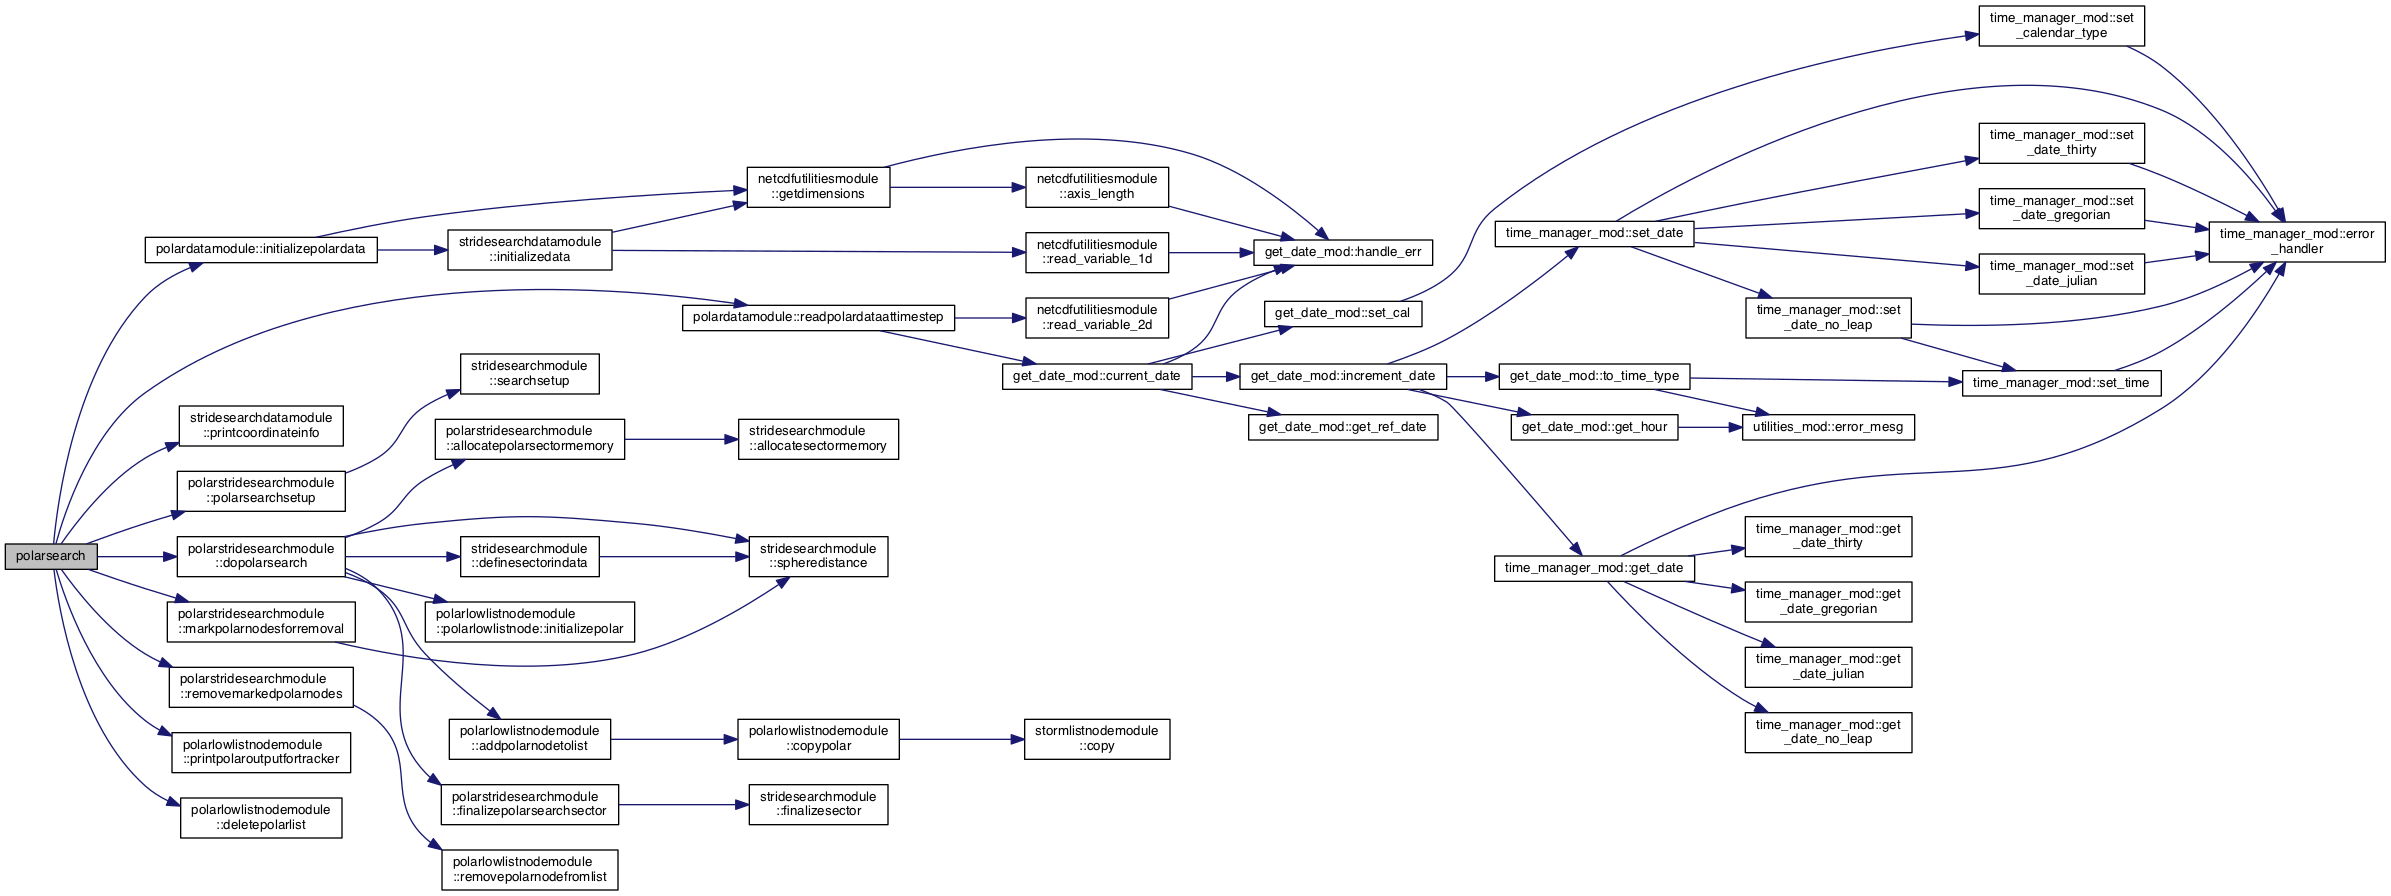 polarsearch
polardatamodule::initializepolardata
stridesearchdatamodule
::printcoordinateinfo
polarstridesearchmodule
::polarsearchsetup
polarstridesearchmodule
::dopolarsearch
polarstridesearchmodule
::markpolarnodesforremoval
polarstridesearchmodule
::removemarkedpolarnodes
polarlowlistnodemodule
::printpolaroutputfortracker
polarlowlistnodemodule
::deletepolarlist
stridesearchdatamodule
::initializedata
stridesearchmodule
::searchsetup
polarstridesearchmodule
::allocatepolarsectormemory
stridesearchmodule
::definesectorindata
polarlowlistnodemodule
::polarlowlistnode::initializepolar
polarlowlistnodemodule
::addpolarnodetolist
polarstridesearchmodule
::finalizepolarsearchsector
polarlowlistnodemodule
::removepolarnodefromlist
netcdfutilitiesmodule
::getdimensions
polardatamodule::readpolardataattimestep
stridesearchmodule
::allocatesectormemory
stridesearchmodule
::spheredistance
polarlowlistnodemodule
::copypolar
stridesearchmodule
::finalizesector
netcdfutilitiesmodule
::axis_length
netcdfutilitiesmodule
::read_variable_1d
netcdfutilitiesmodule
::read_variable_2d
get_date_mod::current_date
stormlistnodemodule
::copy
get_date_mod::handle_err
get_date_mod::set_cal
get_date_mod::increment_date
get_date_mod::get_ref_date
time_manager_mod::set_date
get_date_mod::to_time_type
get_date_mod::get_hour
time_manager_mod::get_date
time_manager_mod::set
_date_no_leap
utilities_mod::error_mesg
time_manager_mod::get
_date_thirty
time_manager_mod::get
_date_gregorian
time_manager_mod::get
_date_julian
time_manager_mod::get
_date_no_leap
time_manager_mod::set
_calendar_type
time_manager_mod::set
_date_thirty
time_manager_mod::set
_date_gregorian
time_manager_mod::set
_date_julian
time_manager_mod::set_time
time_manager_mod::error
_handler